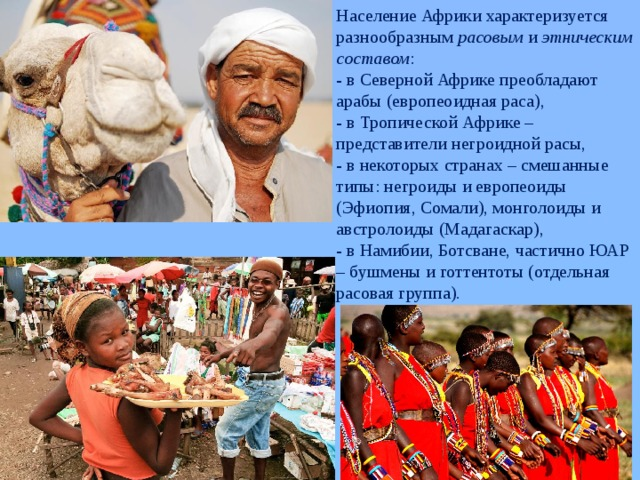 Население Африки характеризуется
разнообразным расовым и этническим
составом:
- в Северной Африке преобладают
арабы (европеоидная раса),
- в Тропической Африке –
представители негроидной расы,
- в некоторых странах – смешанные
типы: негроиды и европеоиды
(Эфиопия, Сомали), монголоиды и
австролоиды (Мадагаскар),
- в Намибии, Ботсване, частично ЮАР
– бушмены и готтентоты (отдельная
расовая группа).